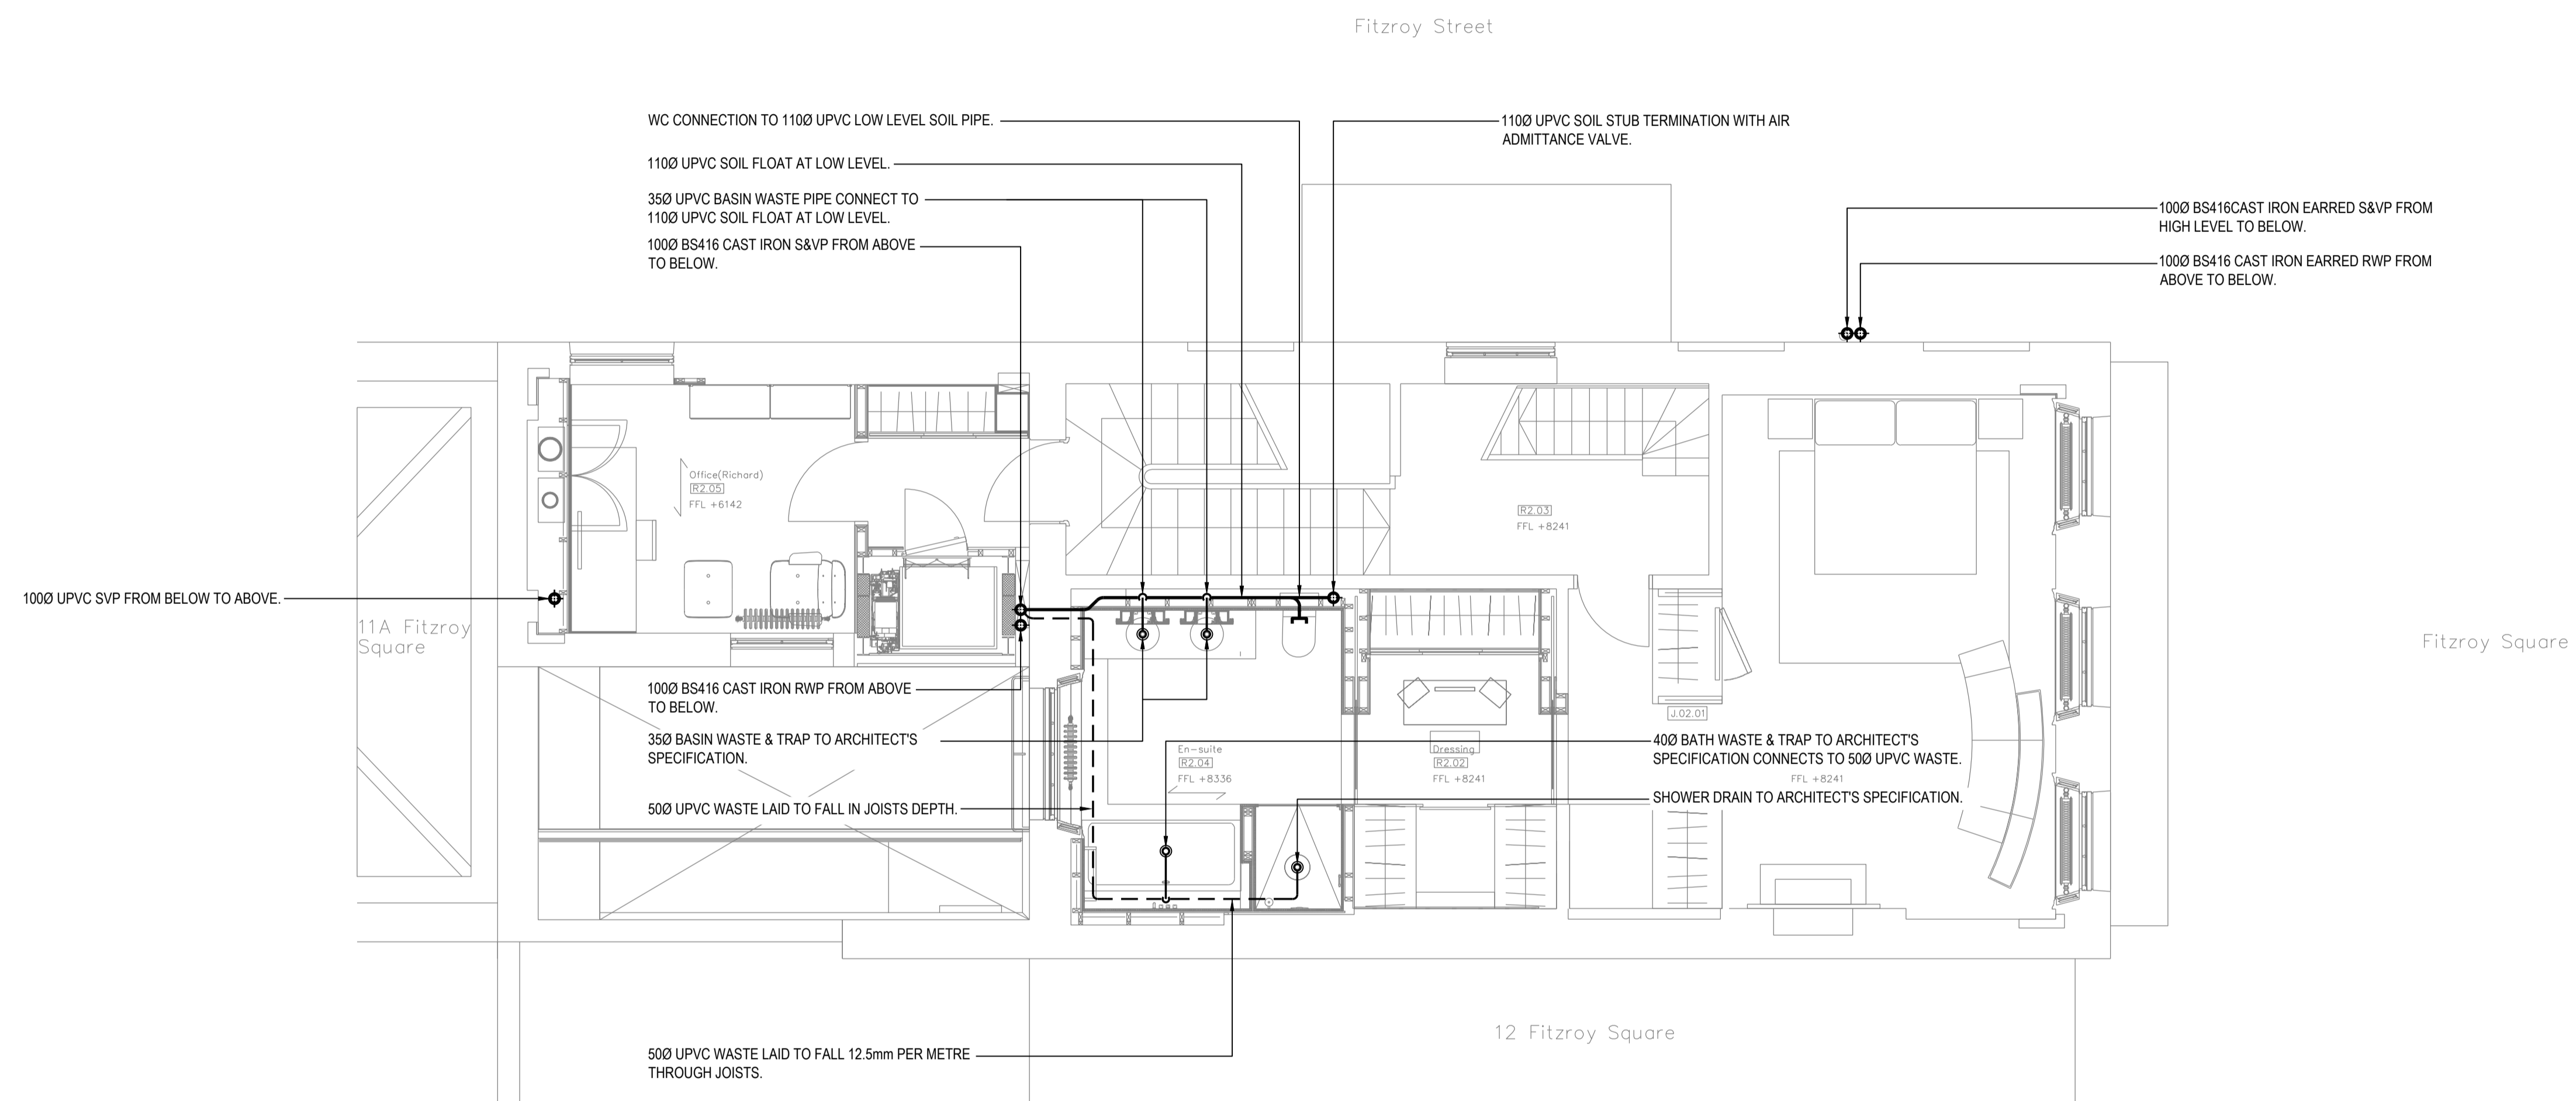 Fitzroy Street
WC CONNECTION TO 110Ø UPVC LOW LEVEL SOIL PIPE.
110Ø UPVC SOIL STUB TERMINATION WITH AIR
ADMITTANCE VALVE.
110Ø UPVC SOIL FLOAT AT LOW LEVEL.
35Ø UPVC BASIN WASTE PIPE CONNECT TO
110Ø UPVC SOIL FLOAT AT LOW LEVEL.
100Ø BS416CAST IRON EARRED S&VP FROM
HIGH LEVEL TO BELOW.
100Ø BS416 CAST IRON S&VP FROM ABOVE
TO BELOW.
100Ø BS416 CAST IRON EARRED RWP FROM
ABOVE TO BELOW.
Office(Richard)
R2.05
FFL +6142
R2.03
FFL +8241
100Ø UPVC SVP FROM BELOW TO ABOVE.
11A Fitzroy
Square
Fitzroy Square
100Ø BS416 CAST IRON RWP FROM ABOVE
TO BELOW.
J.02.01
35Ø BASIN WASTE & TRAP TO ARCHITECT'S
SPECIFICATION.
En-suite
R2.04
FFL +8336
Dressing
R2.02
FFL +8241
40Ø BATH WASTE & TRAP TO ARCHITECT'S
SPECIFICATION CONNECTS TO 50Ø UPVC WASTE.
FFL +8241
50Ø UPVC WASTE LAID TO FALL IN JOISTS DEPTH.
SHOWER DRAIN TO ARCHITECT'S SPECIFICATION.
12 Fitzroy Square
50Ø UPVC WASTE LAID TO FALL 12.5mm PER METRE
THROUGH JOISTS.